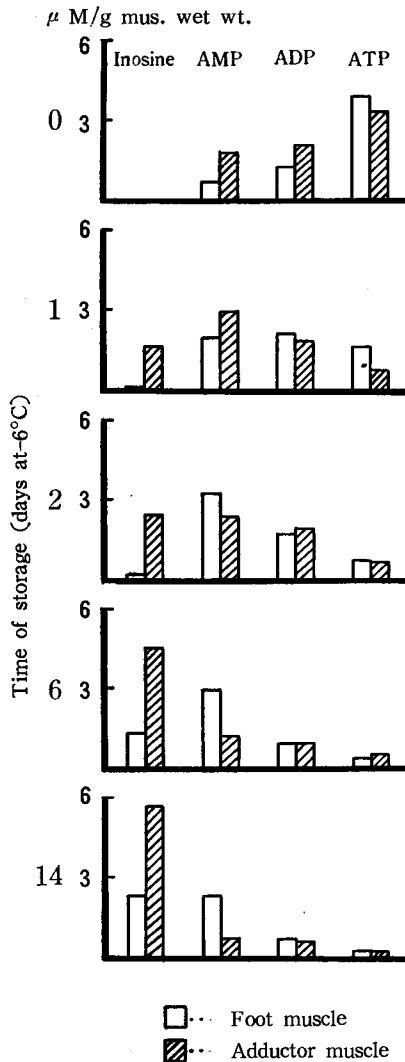 μ M/g mus. wet wt.
6
Inosine AMP ADP ATP
0 3
6
1 3
6
2 3
6
6 3
6
14 3
Time of storage (days at-6°C)
Foot muscle
Adductor muscle